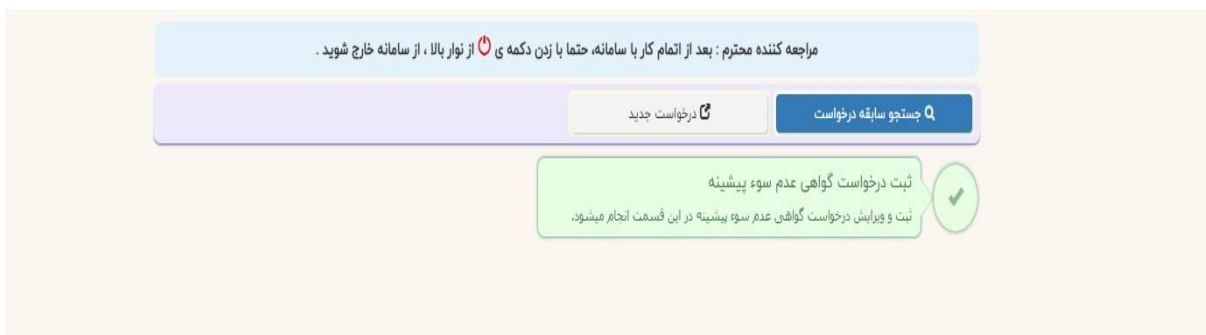 مراجعه کننده محترم : بعد از اتمام کار با سامانه، حتما با زدن دکمه ی از نوار بالا ، از سامانه خارج شوید .
جستجو سابقه درخواست
درخواست جدید
ثبت درخواست گواهی عدم سوء پیشینه
ثبت و ویرایش درخواست گواهی عدم سوء پیشینه در این قسمت انجام میشود.